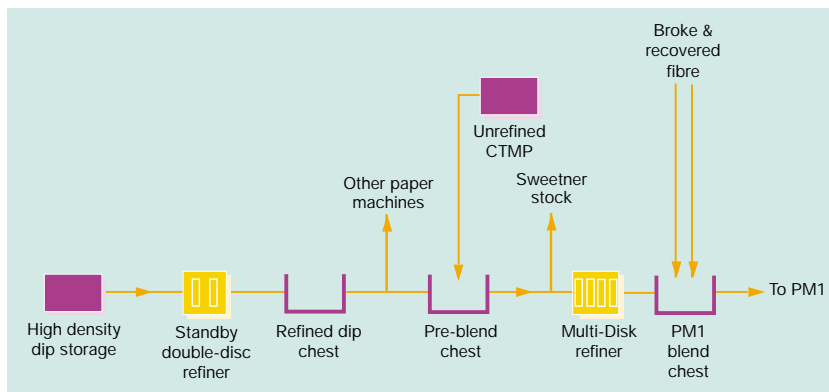 Broke &
recovered
fibre
Unrefined
CTMP
Other paper
machines
Sweetner
stock
To PM1
High density
dip storage
Standby
double-disc
refiner
Refined dip
chest
Pre-blend
chest
Multi-Disk
refiner
PM1
blend
chest